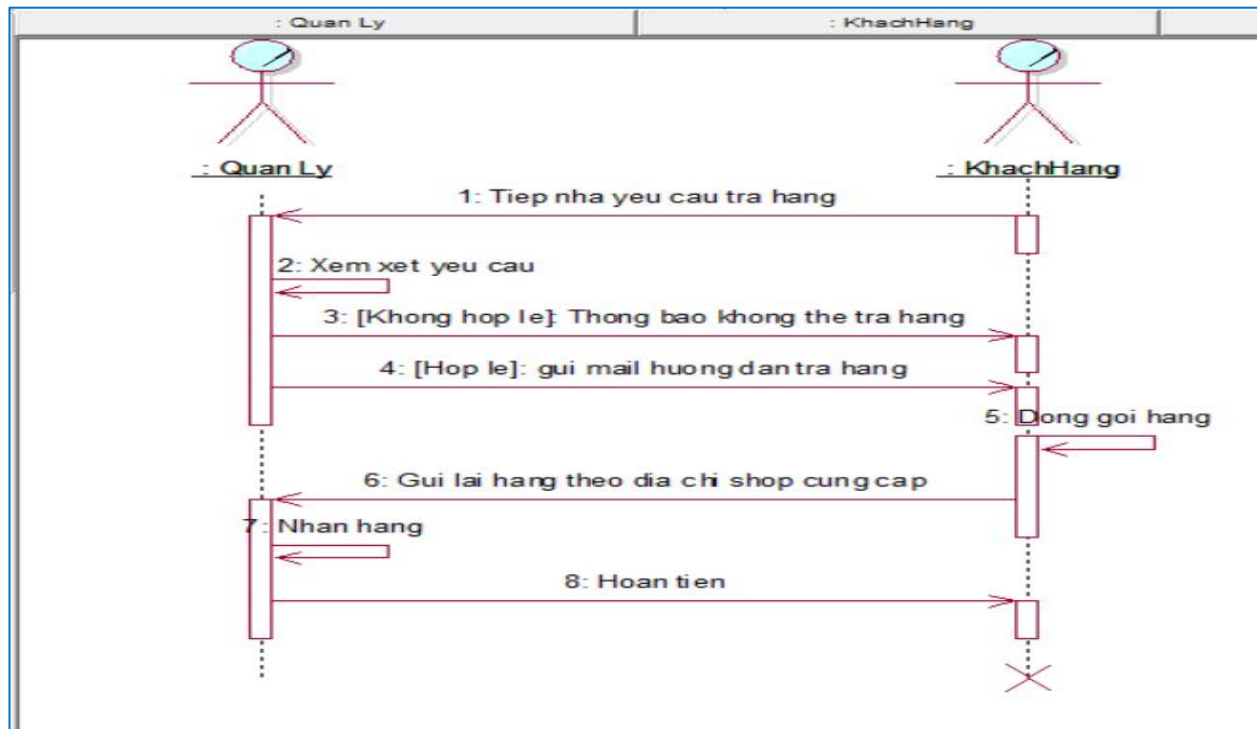 : Quan Ly
: KhachHang
: Quan Ly
: KhachHang
1: Tiep nha yeu cau tra hang
2: Xem xet yeu cau
3: [Khong hop le]: Thong bao khong the tra hang
4: [Hop le]: gui mail huong dan tra hang
5: Dong goi hang
6: Gui lai hang theo dia chi shop cung cap
7: Nhan hang
8: Hoan tien